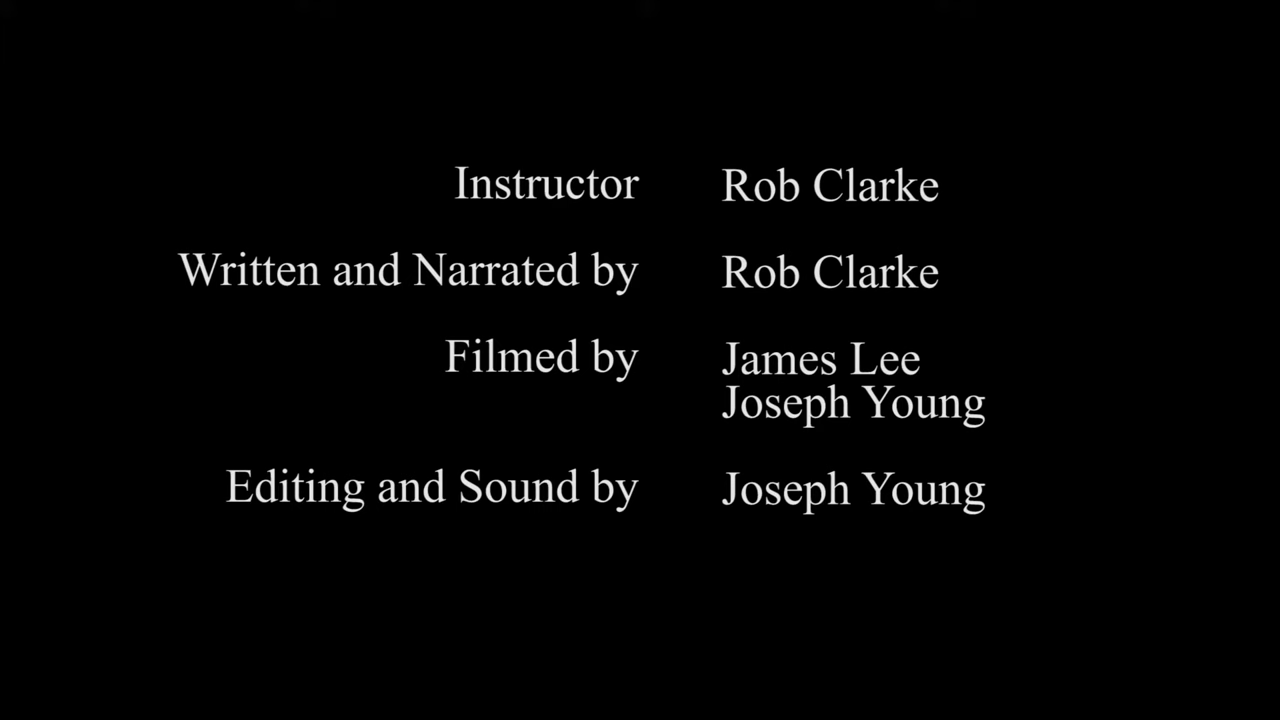 Instructor Rob Clarke
Written and Narrated by Rob Clarke
Filmed by James Lee
Joseph Young
Editing and Sound by Joseph Young